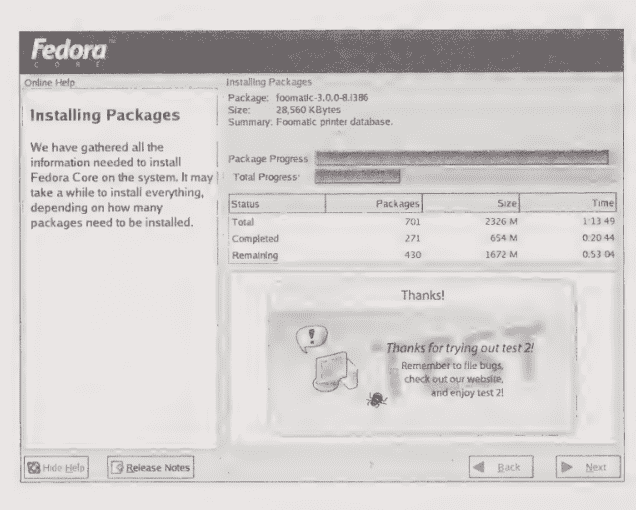 Fedora™
CORE
Online Help
Installing Packages
We have gathered all the
information needed to install
Fedora Core on the system. It may
take a while to install everything,
depending on how many
packages need to be installed.
Installing Packages
Package: foomatic-3.0.0-8.i386
Size: 28,560 KBytes
Summary: Foomatic printer database.
Package Progress
Total Progress:
Status Packages Size Time
Total 701 2326 M 1:13:49
Completed 271 654 M 0:20:44
Remaining 430 1672 M 0:53:04
Thanks!
!
TEST
Thanks for trying out test 2!
Remember to file bugs,
check out our website,
and enjoy test 2!
Hide Help
Release Notes
Back
Next